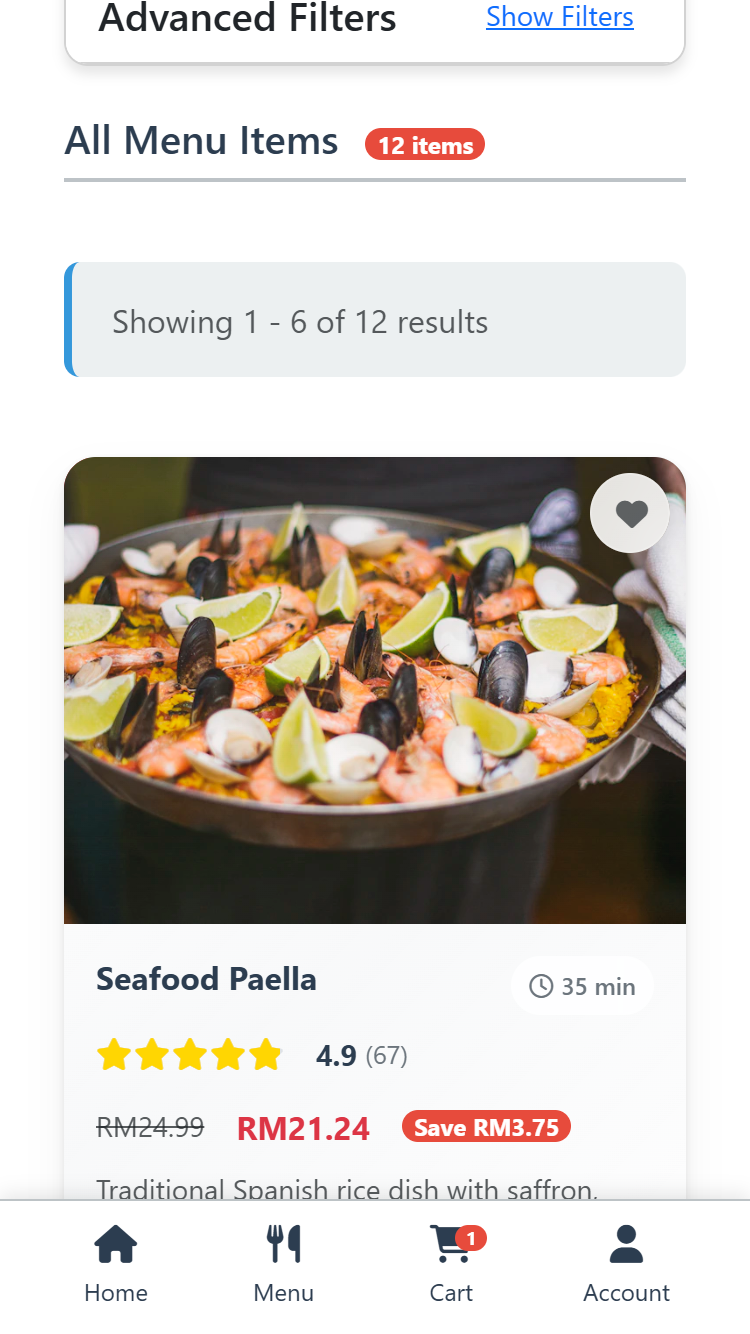 Advanced Filters Show Filters
All Menu Items 12 items
Showing 1 - 6 of 12 results
Seafood Paella 35 min
4.9 (67)
RM24.99 RM21.24 Save RM3.75
Traditional Spanish rice dish with saffron,
1
Home Menu Cart Account